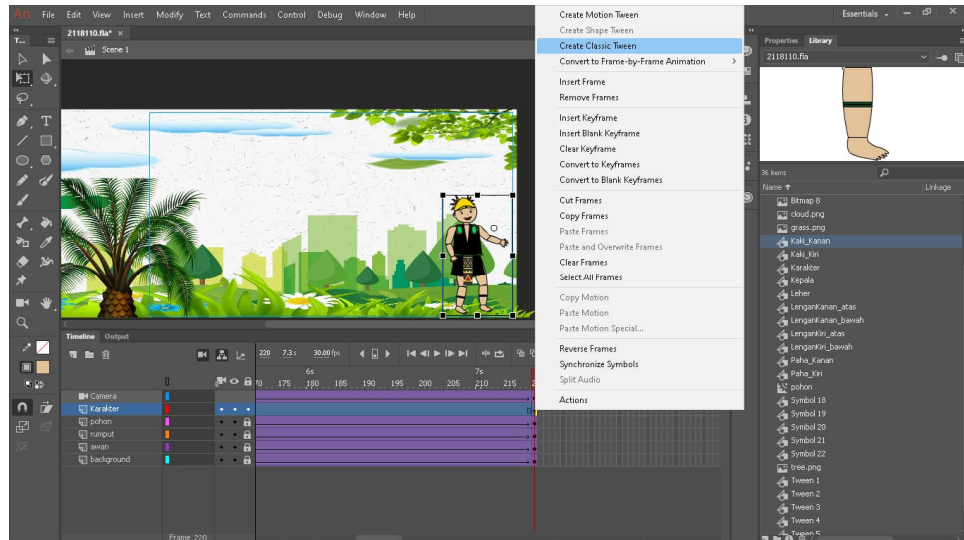 An File Edit View Insert Modify Text Commands Control Debug Window Help
Essentials
2118110.fla* ×
Scene 1
Create Motion Tween
Create Shape Tween
Create Classic Tween
Convert to Frame-by-Frame Animation
Insert Frame
Remove Frames
Insert Keyframe
Insert Blank Keyframe
Clear Keyframe
Convert to Keyframes
Convert to Blank Keyframes
Cut Frames
Copy Frames
Paste Frames
Paste and Overwrite Frames
Clear Frames
Select All Frames
Copy Motion
Paste Motion
Paste Motion Special...
Reverse Frames
Synchronize Symbols
Split Audio
Actions
Properties Library
2118110.fla
36 items
Name Linkage
Bitmap 8
cloud.png
grass.png
Kaki_Kanan
Kaki_Kiri
Karakter
Kepala
Leher
LenganKanan_atas
LenganKanan_bawah
LenganKiri_atas
LenganKiri_bawah
Paha_Kanan
Paha_Kiri
pohon
Symbol 18
Symbol 19
Symbol 20
Symbol 21
Symbol 22
tree.png
Tween 1
Tween 2
Tween 3
Tween 4
Tween 5
Timeline Output
220 7.3 s 30.00 fps
6s 7s
175 180 185 190 195 200 205 210 215
Camera
Karakter
pohon
rumput
awan
background
Frame 220